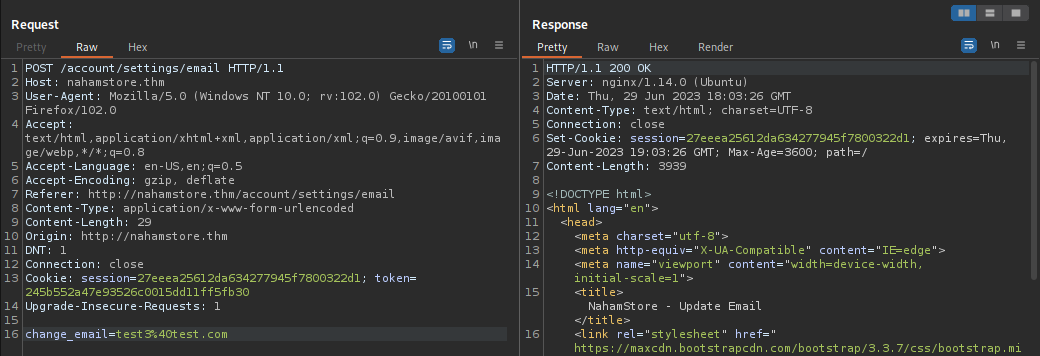 Request
Pretty Raw Hex
\n
1 POST /account/settings/email HTTP/1.1
2 Host: nahamstore.thm
3 User-Agent: Mozilla/5.0 (Windows NT 10.0; rv:102.0) Gecko/20100101
Firefox/102.0
4 Accept:
text/html,application/xhtml+xml,application/xml;q=0.9,image/avif,ima
ge/webp,*/*;q=0.8
5 Accept-Language: en-US,en;q=0.5
6 Accept-Encoding: gzip, deflate
7 Referer: http://nahamstore.thm/account/settings/email
8 Content-Type: application/x-www-form-urlencoded
9 Content-Length: 29
10 Origin: http://nahamstore.thm
11 DNT: 1
12 Connection: close
13 Cookie: session=27eeea25612da634277945f7800322d1; token=
245b552a47e93526c0015dd11ff5fb30
14 Upgrade-Insecure-Requests: 1
15
16 change_email=test3%40test.com
Response
Pretty Raw Hex Render
\n
1 HTTP/1.1 200 OK
2 Server: nginx/1.14.0 (Ubuntu)
3 Date: Thu, 29 Jun 2023 18:03:26 GMT
4 Content-Type: text/html; charset=UTF-8
5 Connection: close
6 Set-Cookie: session=27eeea25612da634277945f7800322d1; expires=Thu,
29-Jun-2023 19:03:26 GMT; Max-Age=3600; path=/
7 Content-Length: 3939
8
9 <!DOCTYPE html>
10 <html lang="en">
11 <head>
12 <meta charset="utf-8">
13 <meta http-equiv="X-UA-Compatible" content="IE=edge">
14 <meta name="viewport" content="width=device-width,
initial-scale=1">
15 <title>
NahamStore - Update Email
</title>
16 <link rel="stylesheet" href="
https://maxcdn.bootstrapcdn.com/bootstrap/3.3.7/css/bootstrap.mi